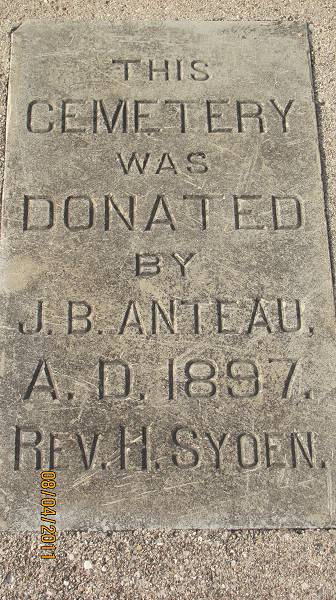 THIS
CEMETERY
WAS
DONATED
BY
J. B. ANTEAU,
A. D. 1897.
REV. H. SYOEN.
08/04/2011